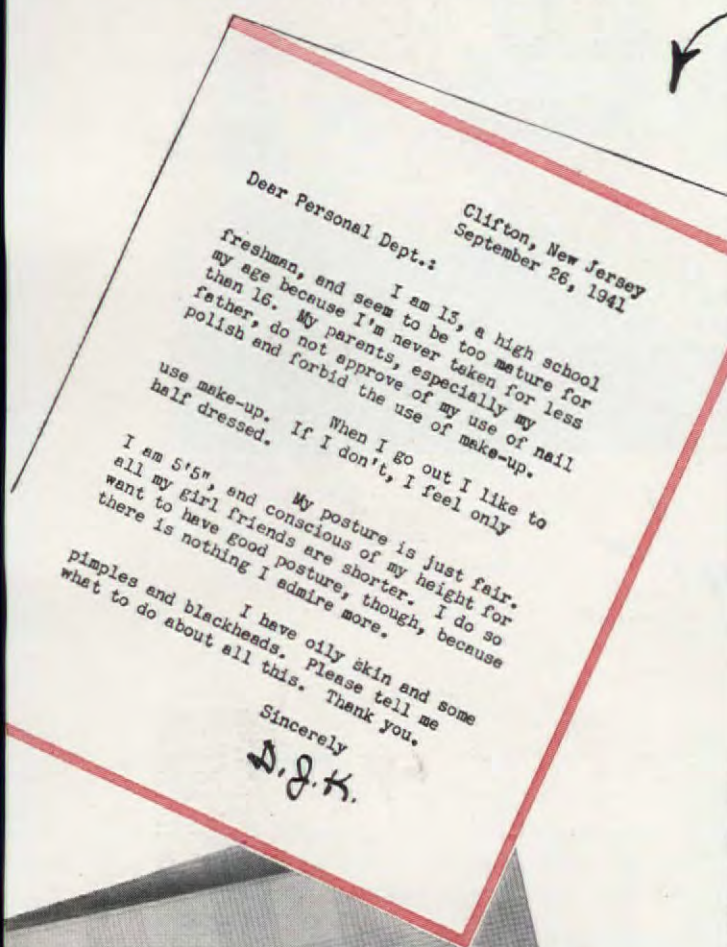 Clifton, New Jersey
September 26, 1941
Dear Personal Dept.:
I am 13, a high school
freshman, and seem to be too mature for
my age because I'm never taken for less
than 16. My parents, especially my
father, do not approve of my use of nail
polish and forbid the use of make-up.
When I go out I like to
use make-up. If I don't, I feel only
half dressed.
My posture is just fair.
I am 5'5", and conscious of my height for
all my girl friends are shorter. I do so
want to have good posture, though, because
there is nothing I admire more.
I have oily skin and some
pimples and blackheads. Please tell me
what to do about all this. Thank you.
Sincerely
D.J.K.